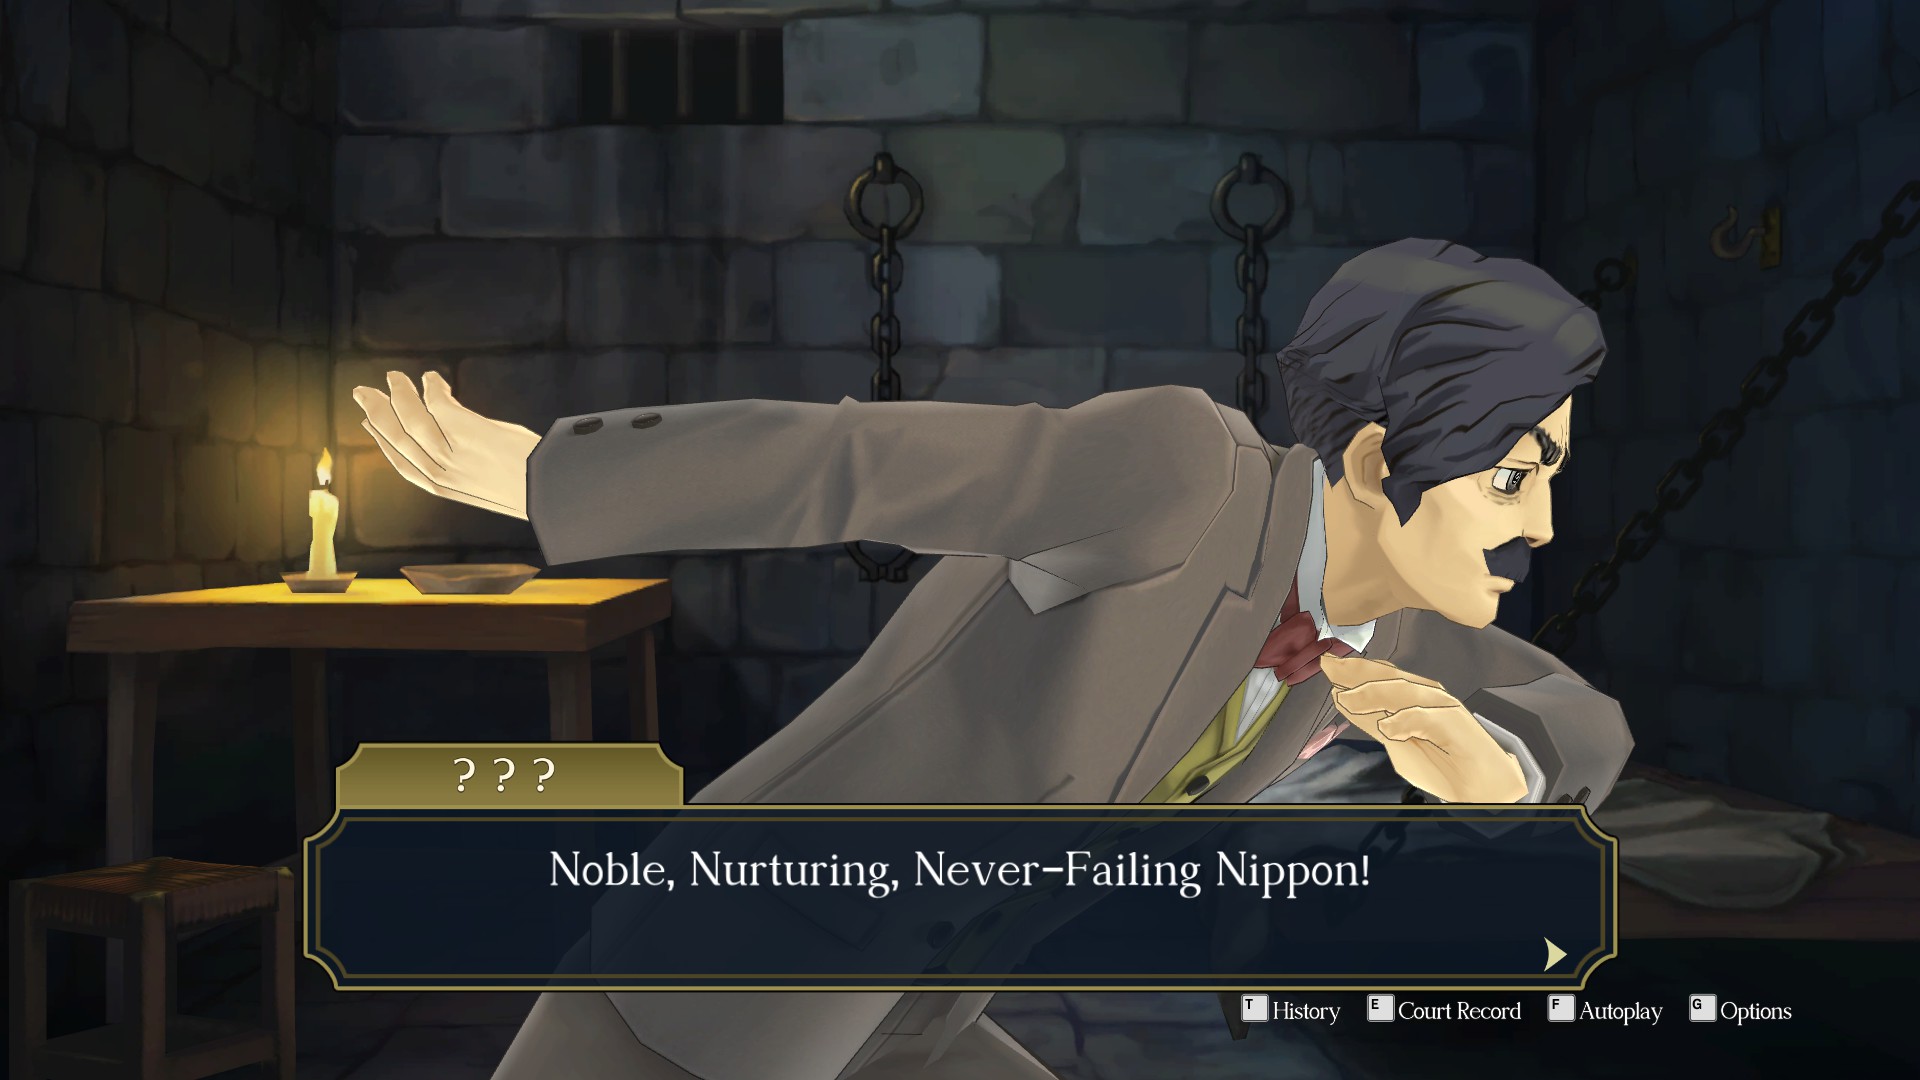 ? ? ?
Noble, Nurturing, Never-Failing Nippon!
T History E Court Record F Autoplay G Options